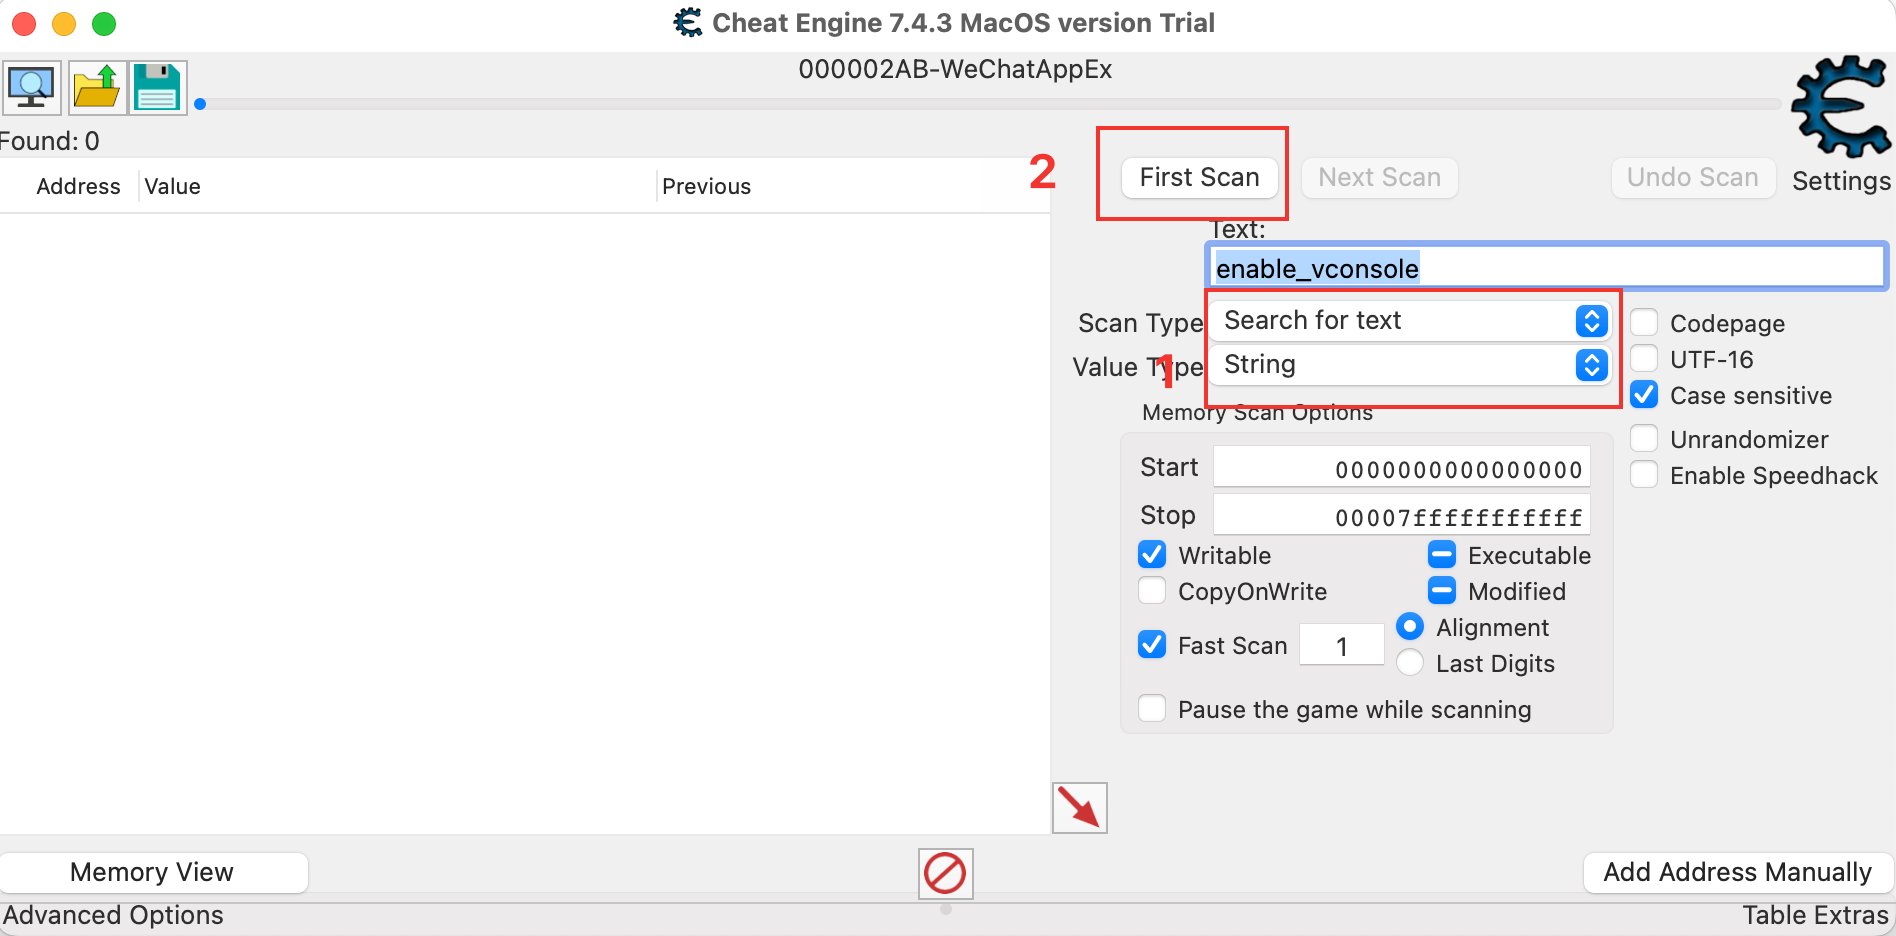 Cheat Engine 7.4.3 MacOS version Trial
000002AB-WeChatAppEx
Found: 0
Address Value Previous
2
First Scan Next Scan Undo Scan Settings
Text:
enable_vconsole
Scan Type Search for text
Value Type String
1
Codepage
UTF-16
Case sensitive
Unrandomizer
Enable Speedhack
Memory Scan Options
Start 0000000000000000
Stop 00007fffffffffff
Writable Executable
CopyOnWrite Modified
Fast Scan 1 Alignment
Last Digits
Pause the game while scanning
Memory View Add Address Manually
Advanced Options Table Extras